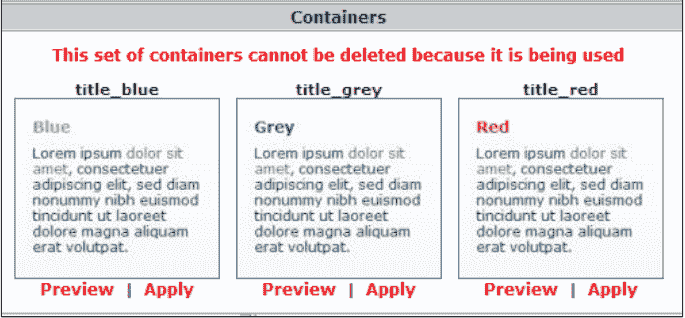 Containers
This set of containers cannot be deleted because it is being used
title_blue
Blue
Lorem ipsum dolor sit
amet, consectetuer
adipiscing elit, sed diam
nonummy nibh euismod
tincidunt ut laoreet
dolore magna aliquam
erat volutpat.
Preview | Apply
title_grey
Grey
Lorem ipsum dolor sit
amet, consectetuer
adipiscing elit, sed diam
nonummy nibh euismod
tincidunt ut laoreet
dolore magna aliquam
erat volutpat.
Preview | Apply
title_red
Red
Lorem ipsum dolor sit
amet, consectetuer
adipiscing elit, sed diam
nonummy nibh euismod
tincidunt ut laoreet
dolore magna aliquam
erat volutpat.
Preview | Apply